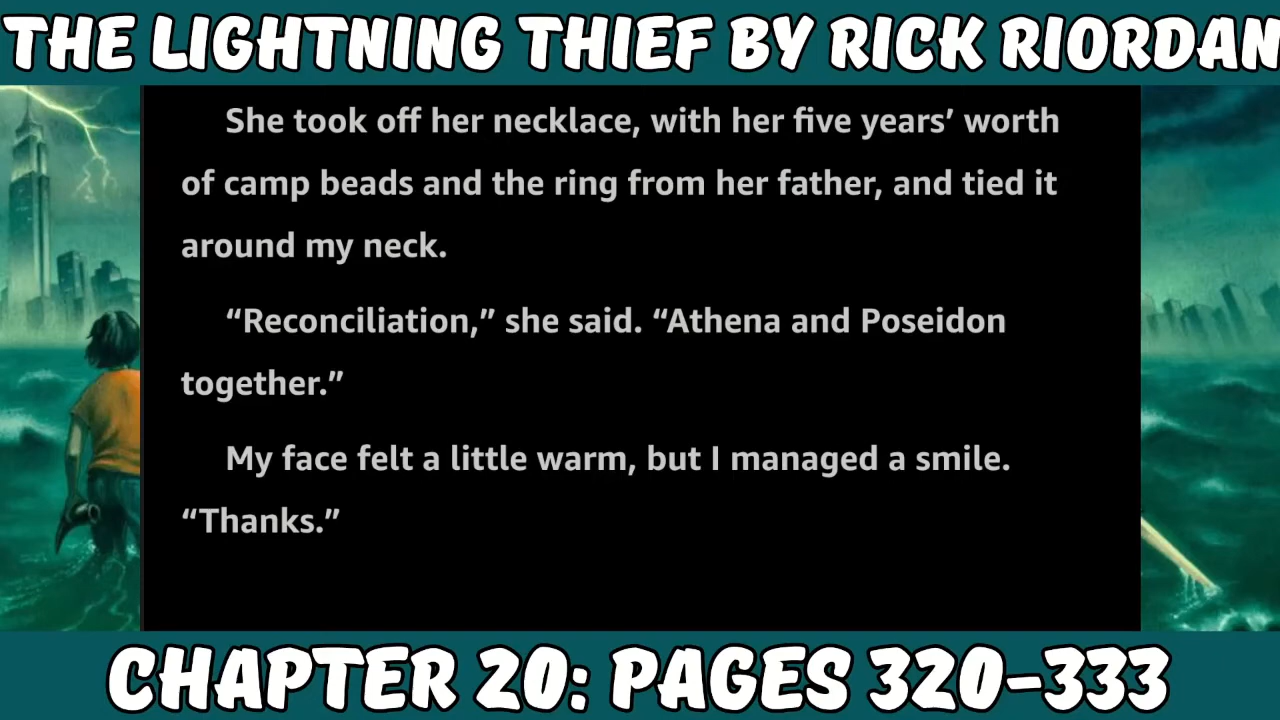 THE LIGHTNING THIEF BY RICK RIORDAN
She took off her necklace, with her five years’ worth
of camp beads and the ring from her father, and tied it
around my neck.
“Reconciliation,” she said. “Athena and Poseidon
together.”
My face felt a little warm, but I managed a smile.
“Thanks.”
CHAPTER 20: PAGES 320-333